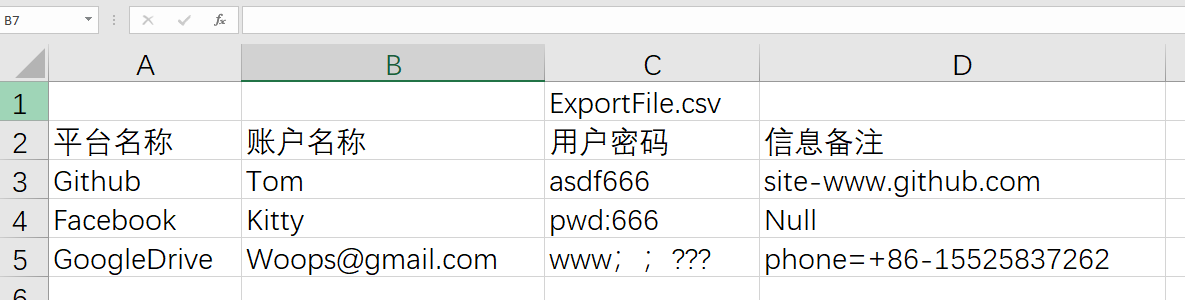 B7 fx
A B C D
1 ExportFile.csv
2 平台名称 账户名称 用户密码 信息备注
3 Github Tom asdf666 site-www.github.com
4 Facebook Kitty pwd:666 Null
5 GoogleDrive Woops@gmail.com www；；??? phone=+86-15525837262
6